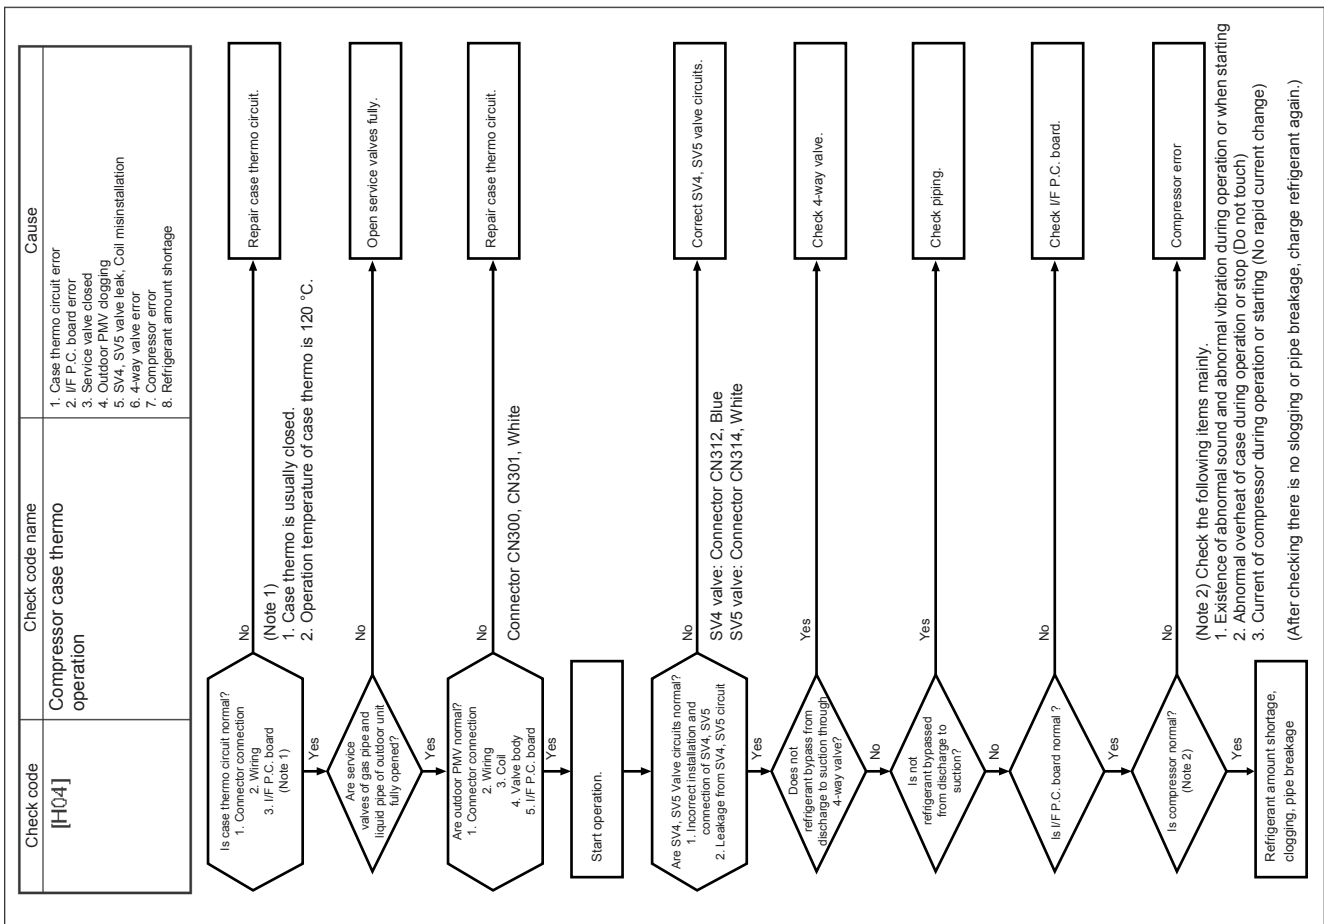 Check code
Check code name
Cause
[H04]
Compressor case thermo
operation
1. Case thermo circuit error
2. I/F P.C. board error
3. Service valve closed
4. Outdoor PMV clogging
5. SV4, SV5 valve leak, Coil misinstallation
6. 4-way valve error
7. Compressor error
8. Refrigerant amount shortage
Is case thermo circuit normal?
1. Connector connection
2. Wiring
3. I/F P.C. board
(Note 1)
No
Repair case thermo circuit.
(Note 1)
1. Case thermo is usually closed.
2. Operation temperature of case thermo is 120 °C.
Yes
Are service
valves of gas pipe and
liquid pipe of outdoor unit
fully opened?
No
Open service valves fully.
Yes
Are outdoor PMV normal?
1. Connector connection
2. Wiring
3. Coil
4. Valve body
5. I/F P.C. board
No
Repair case thermo circuit.
Connector CN300, CN301, White
Yes
Start operation.
Are SV4, SV5 Valve circuits normal?
1. Incorrect installation and
connection of SV4, SV5
2. Leakage from SV4, SV5 circuit
No
Correct SV4, SV5 valve circuits.
SV4 valve: Connector CN312, Blue
SV5 valve: Connector CN314, White
Yes
Does not
refrigerant bypass from
discharge to suction through
4-way valve?
Yes
Check 4-way valve.
No
Is not
refrigerant bypassed
from discharge to
suction?
Yes
Check piping.
No
Is I/F P.C. board normal ?
No
Check I/F P.C. board.
Yes
Is compressor normal?
(Note 2)
No
Compressor error
(Note 2) Check the following items mainly.
1. Existence of abnormal sound and abnormal vibration during operation or when starting
2. Abnormal overheat of case during operation or stop (Do not touch)
3. Current of compressor during operation or starting (No rapid current change)
Yes
Refrigerant amount shortage,
clogging, pipe breakage
(After checking there is no slogging or pipe breakage, charge refrigerant again.)